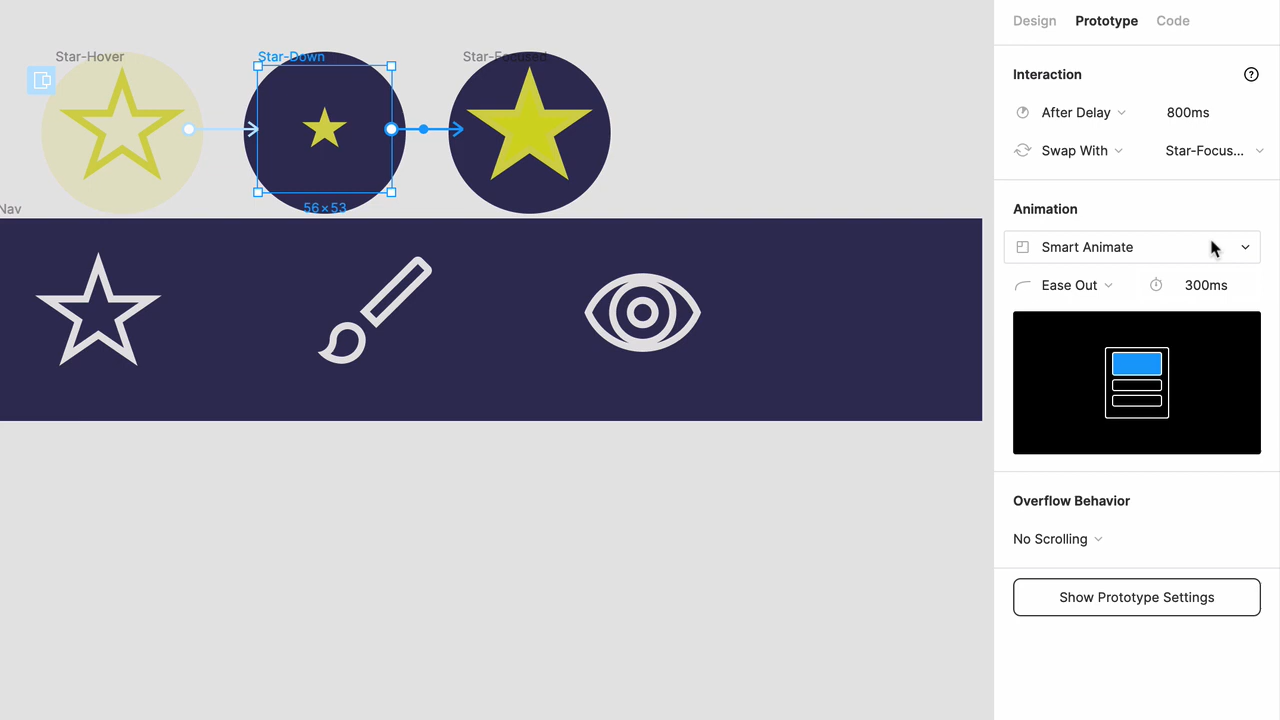 Design Prototype Code
Star-Hover
Star-Down
Star-Focused
Interaction
After Delay 800ms
Swap With Star-Focus...
56×53
Nav
Animation
Smart Animate
Ease Out 300ms
Overflow Behavior
No Scrolling
Show Prototype Settings